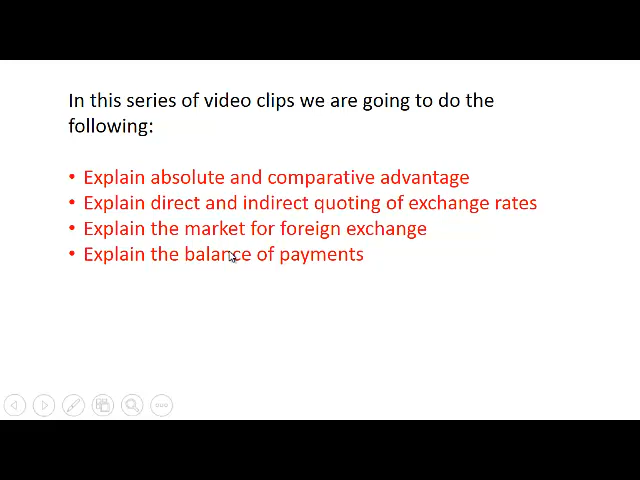 In this series of video clips we are going to do the
following:
• Explain absolute and comparative advantage
• Explain direct and indirect quoting of exchange rates
• Explain the market for foreign exchange
• Explain the balance of payments